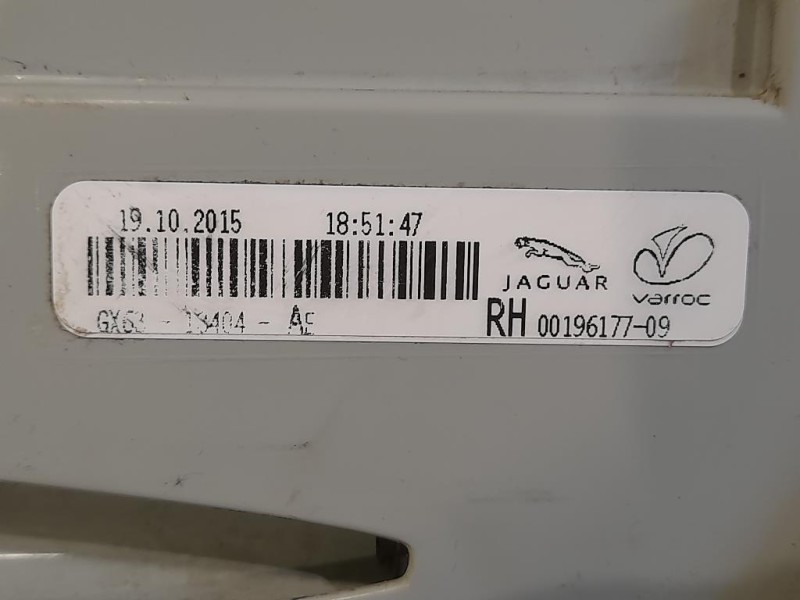 19.10.2015 18:51:47
JAGUAR
varroc
GX63 - 13404 - AE
RH 00196177-09